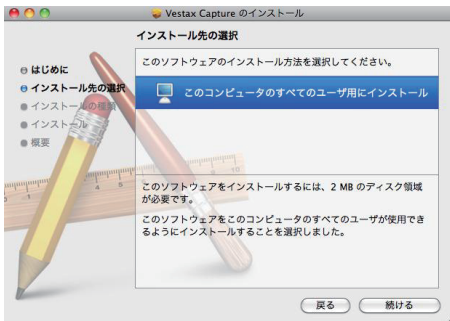 Vestax Capture のインストール
インストール先の選択
はじめに
インストール先の選択
インストールの種類
インストール
概要
このソフトウェアのインストール方法を選択してください。
このコンピュータのすべてのユーザ用にインストール
このソフトウェアをインストールするには、2 MB のディスク領域
が必要です。
このソフトウェアをこのコンピュータのすべてのユーザが使用でき
るようにインストールすることを選択しました。
戻る
続ける